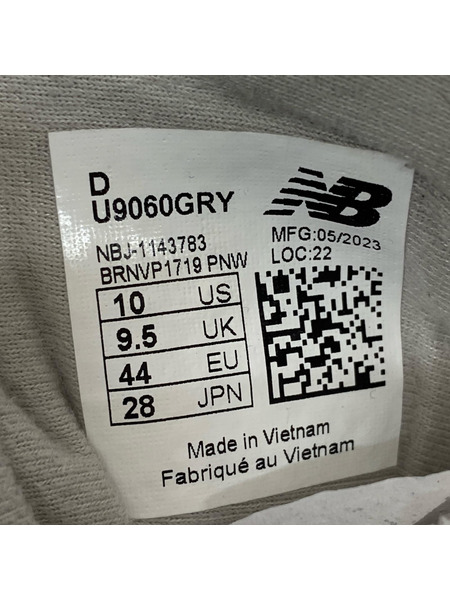 D
U9060GRY
NB
MFG:05/2023
LOC:22
NBJ-1143783
BRNVP1719 PNW
10 US
9.5 UK
44 EU
28 JPN
Made in Vietnam
Fabriqué au Vietnam